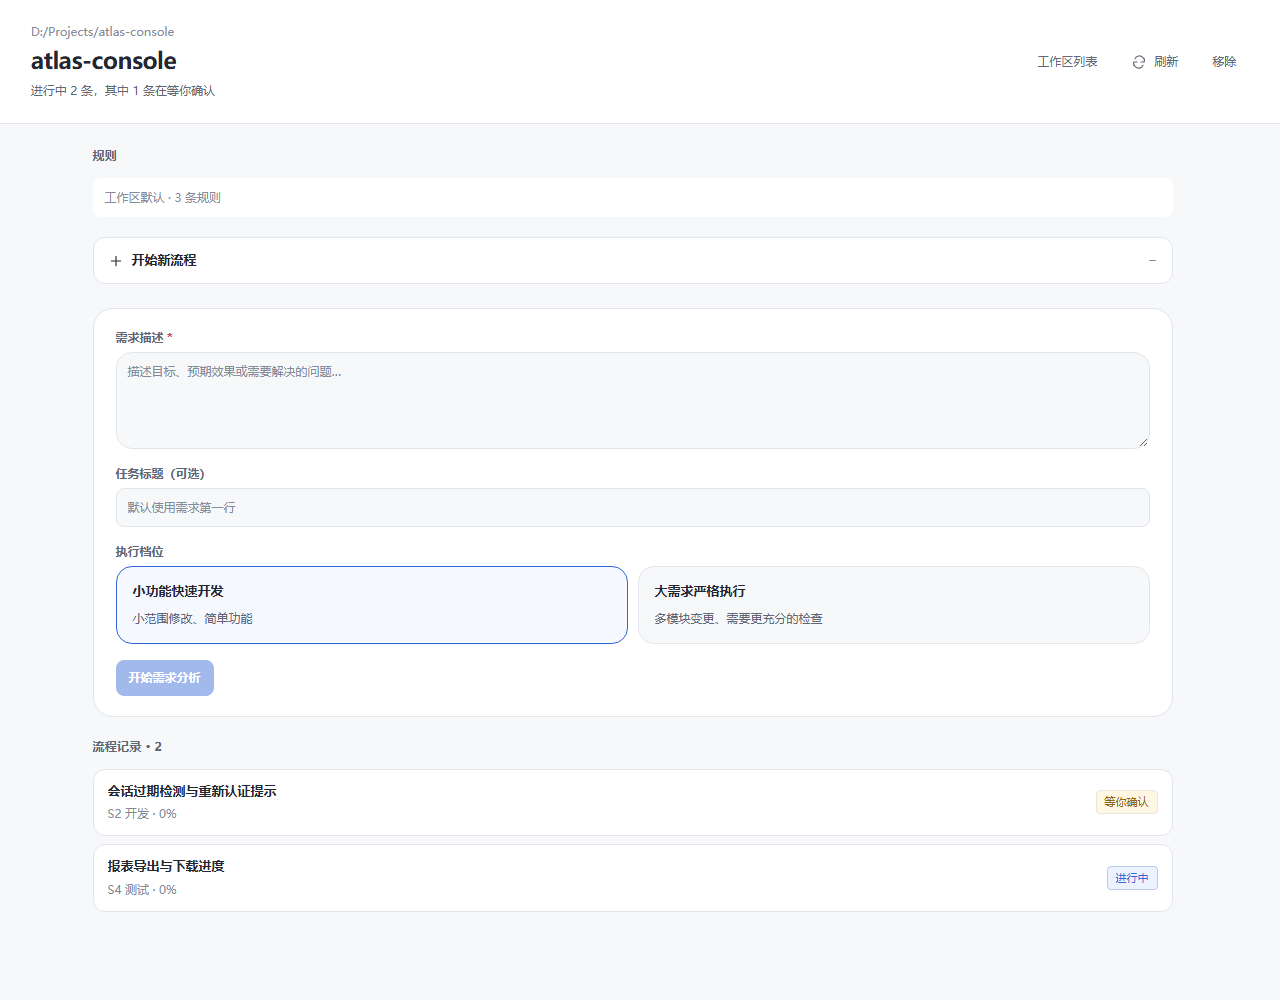 D:/Projects/atlas-console
atlas-console
进行中 2 条，其中 1 条在等你确认
工作区列表
刷新
移除
规则
工作区默认 · 3 条规则
+ 开始新流程
−
需求描述 *
描述目标、预期效果或需要解决的问题...
任务标题（可选）
默认使用需求第一行
执行档位
小功能快速开发
小范围修改、简单功能
大需求严格执行
多模块变更、需要更充分的检查
开始需求分析
流程记录 • 2
会话过期检测与重新认证提示
S2 开发 · 0%
等你确认
报表导出与下载进度
S4 测试 · 0%
进行中